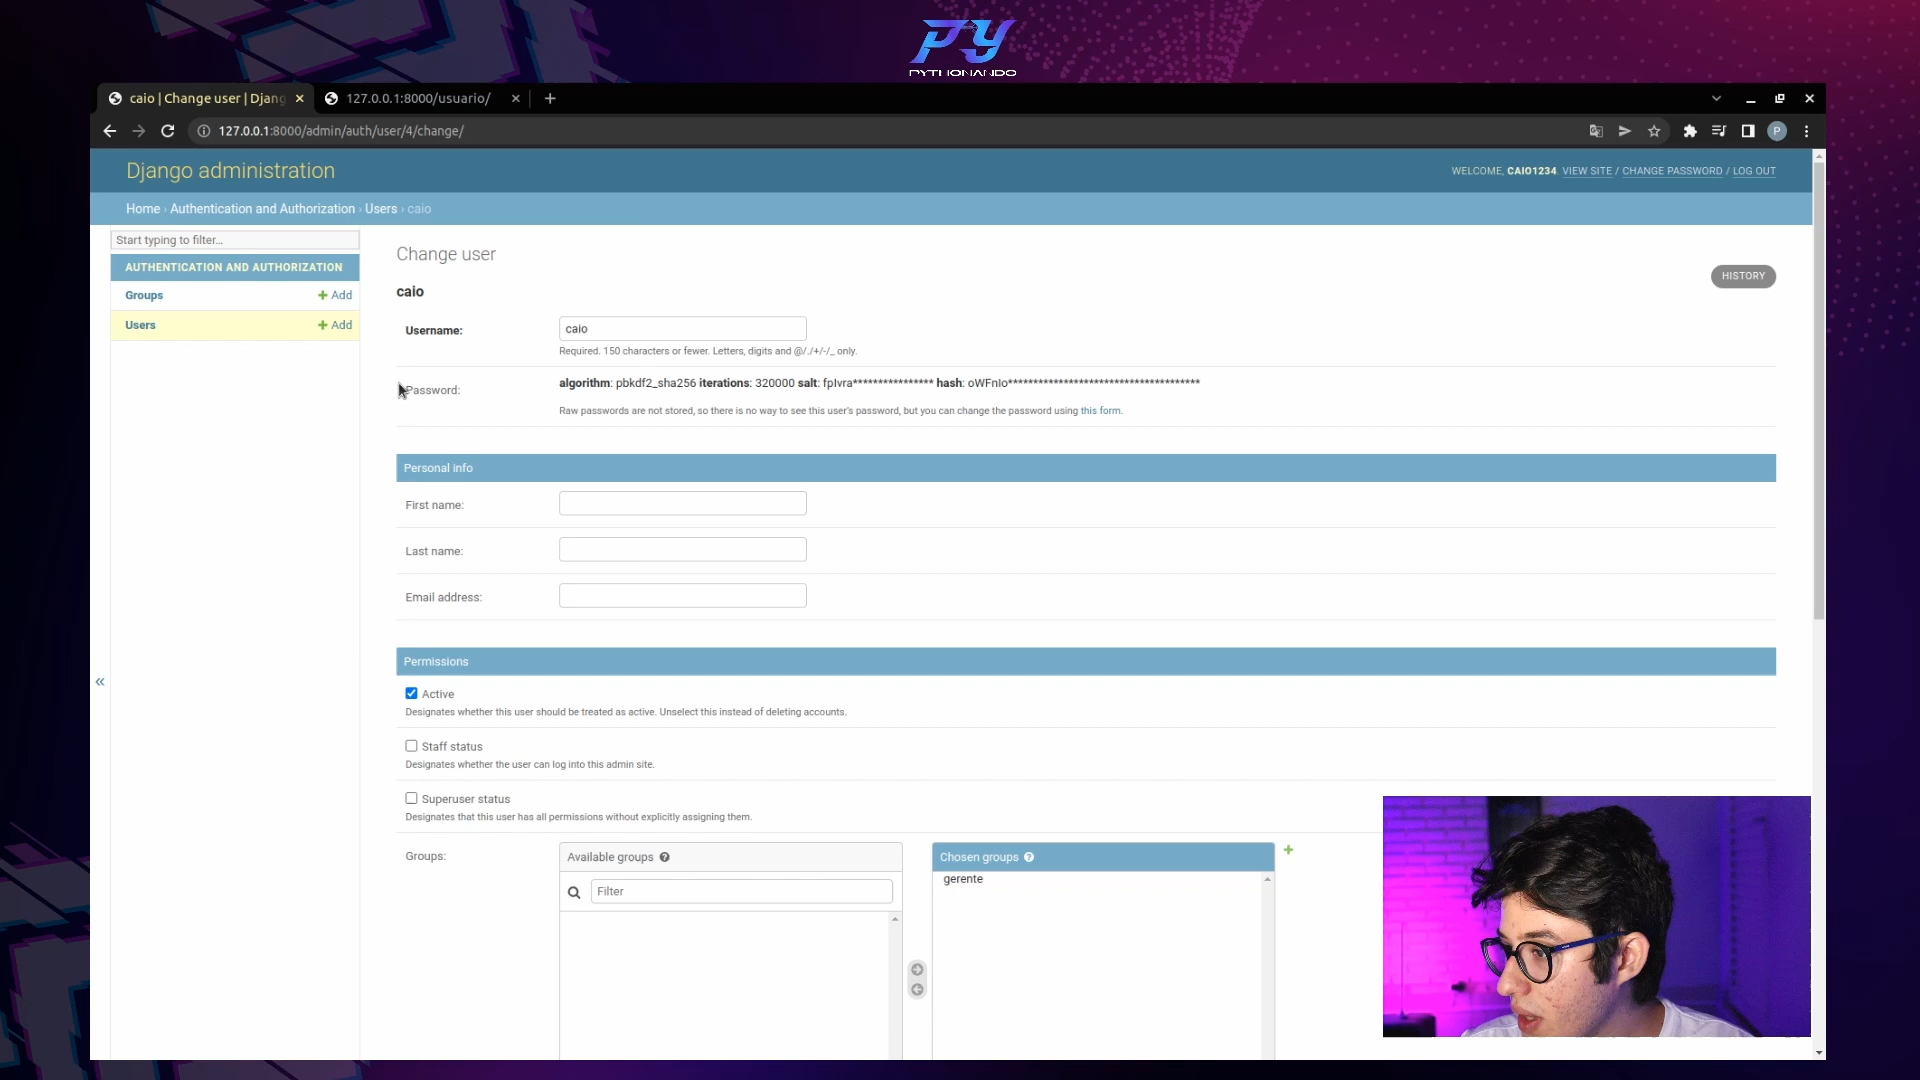 PY
PYTHONANDO
caio | Change user | Djang
127.0.0.1:8000/usuario/
127.0.0.1:8000/admin/auth/user/4/change/
P
Django administration
WELCOME, CAIO1234. VIEW SITE / CHANGE PASSWORD / LOG OUT
Home › Authentication and Authorization › Users › caio
Start typing to filter...
AUTHENTICATION AND AUTHORIZATION
Groups
+ Add
Users
+ Add
«
Change user
HISTORY
caio
Username:
caio
Required. 150 characters or fewer. Letters, digits and @/./+/-/_ only.
Password:
algorithm: pbkdf2_sha256 iterations: 320000 salt: fpIvra**************** hash: oWFnIo**************************************
Raw passwords are not stored, so there is no way to see this user's password, but you can change the password using this form.
Personal info
First name:
Last name:
Email address:
Permissions
Active
Designates whether this user should be treated as active. Unselect this instead of deleting accounts.
Staff status
Designates whether the user can log into this admin site.
Superuser status
Designates that this user has all permissions without explicitly assigning them.
Groups:
Available groups ?
Filter
Chosen groups ?
gerente